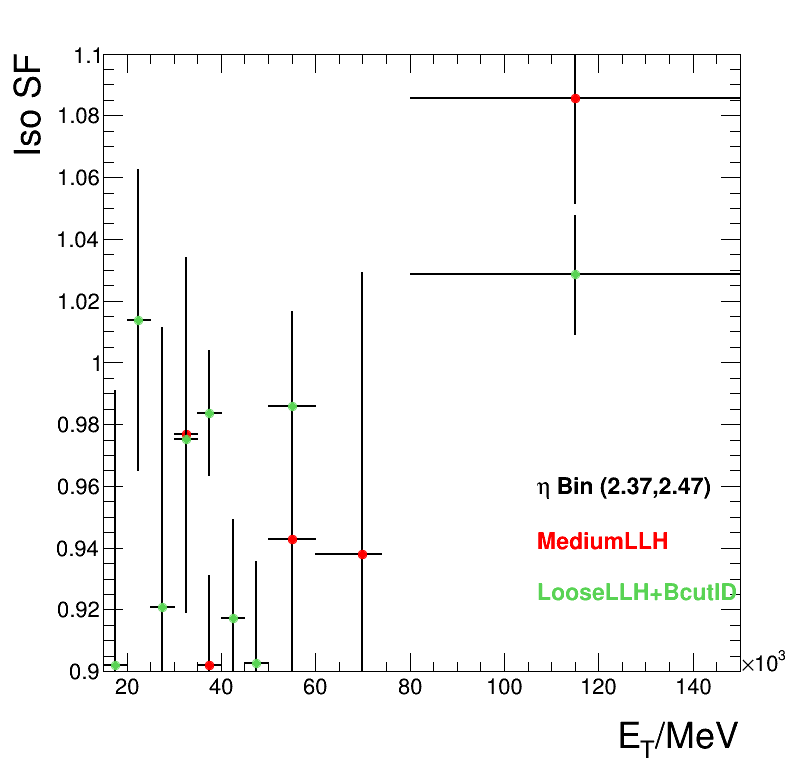 Iso SF
1.1
1.08
1.06
1.04
1.02
1
0.98
0.96
0.94
0.92
0.9
η Bin (2.37,2.47)
MediumLLH
LooseLLH+BcutID
20 40 60 80 100 120 140
×10³
E_T/MeV